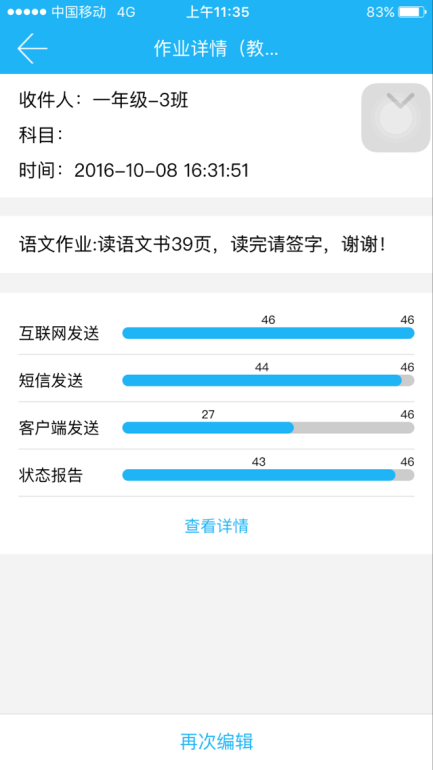 中国移动 4G 上午11:35 83%
作业详情（教...
收件人：一年级-3班
科目：
时间：2016-10-08 16:31:51
语文作业:读语文书39页，读完请签字，谢谢！
46 46
互联网发送
44 46
短信发送
27 46
客户端发送
43 46
状态报告
查看详情
再次编辑